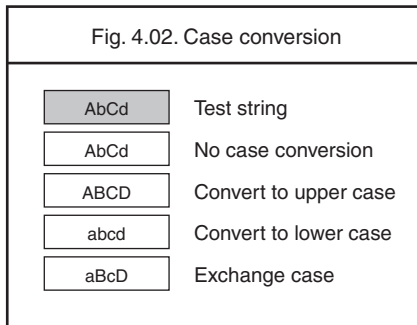 Fig. 4.02. Case conversion
AbCd Test string
AbCd No case conversion
ABCD Convert to upper case
abcd Convert to lower case
aBcD Exchange case